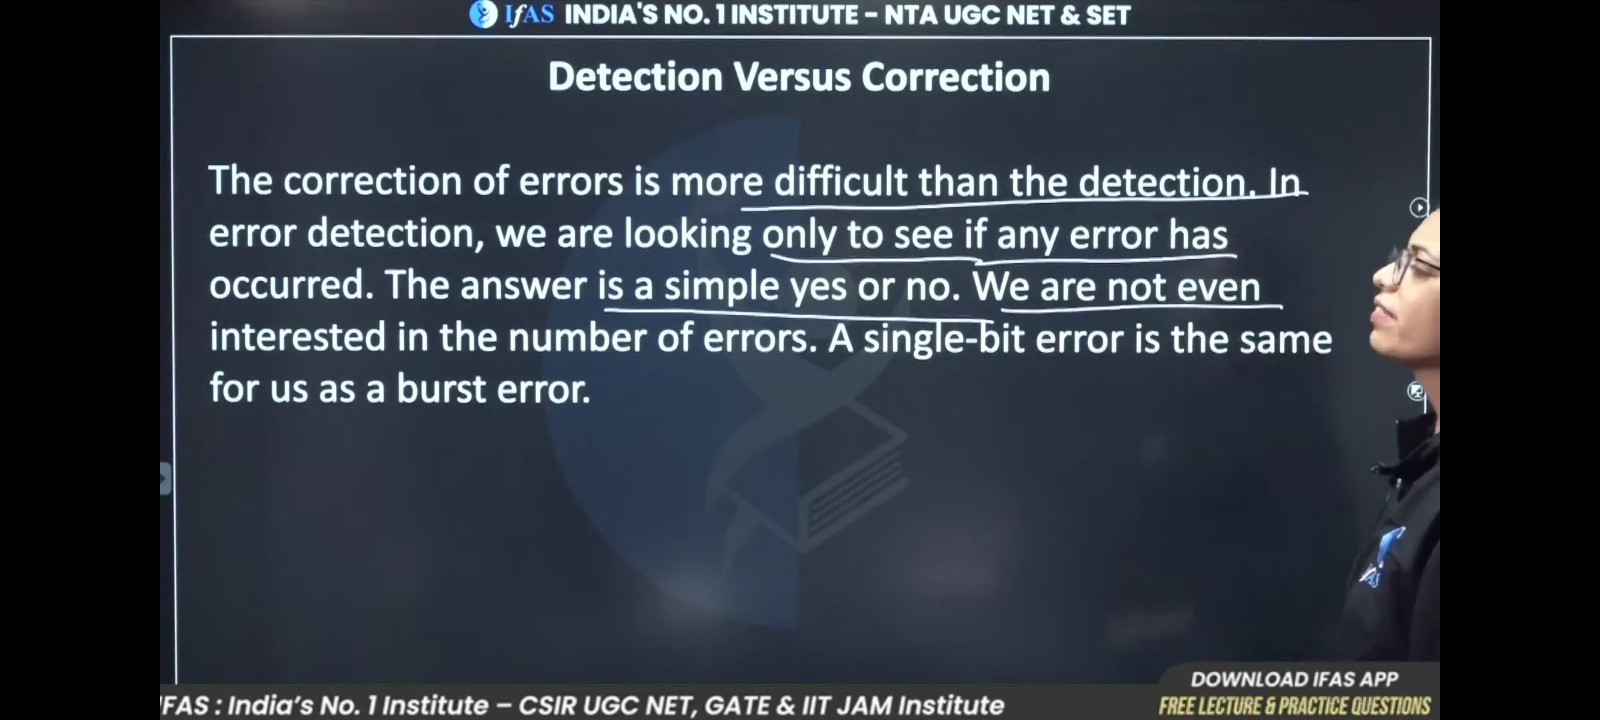 IfAS INDIA'S NO. 1 INSTITUTE – NTA UGC NET & SET
Detection Versus Correction
The correction of errors is more difficult than the detection. In
error detection, we are looking only to see if any error has
occurred. The answer is a simple yes or no. We are not even
interested in the number of errors. A single-bit error is the same
for us as a burst error.
DOWNLOAD IFAS APP
IFAS : India's No. 1 Institute – CSIR UGC NET, GATE & IIT JAM Institute
FREE LECTURE & PRACTICE QUESTIONS